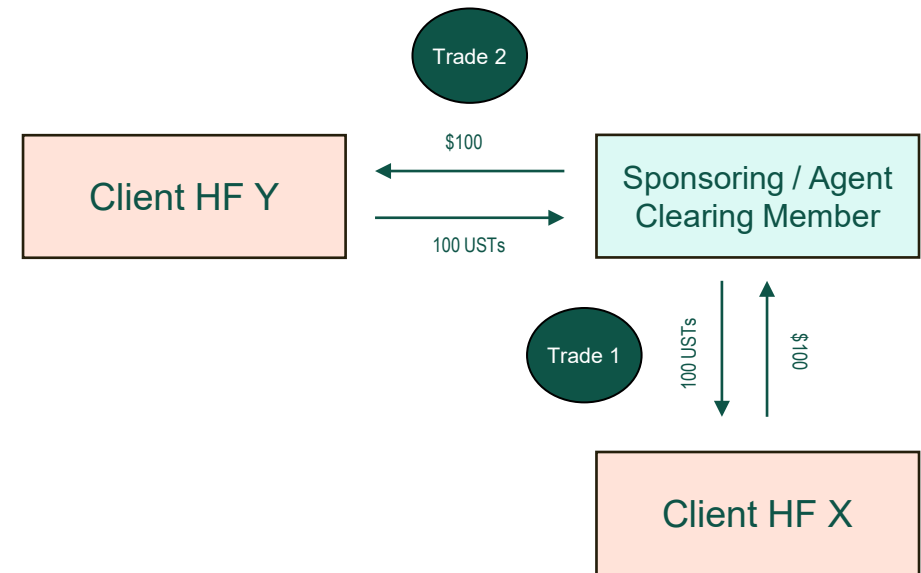 Trade 2
$100
Client HF Y
Sponsoring / Agent
Clearing Member
100 USTs
Trade 1
100 USTs
$100
Client HF X